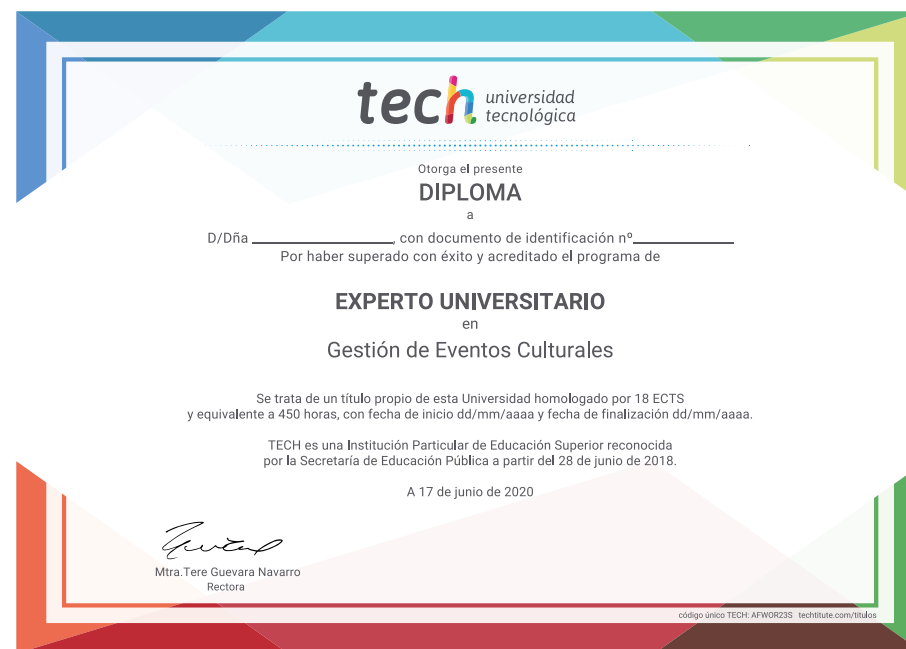 tech universidad
tecnológica
Otorga el presente
DIPLOMA
a
D/Dña ____________________, con documento de identificación nº______________
Por haber superado con éxito y acreditado el programa de
EXPERTO UNIVERSITARIO
en
Gestión de Eventos Culturales
Se trata de un título propio de esta Universidad homologado por 18 ECTS
y equivalente a 450 horas, con fecha de inicio dd/mm/aaaa y fecha de finalización dd/mm/aaaa.
TECH es una Institución Particular de Educación Superior reconocida
por la Secretaría de Educación Pública a partir del 28 de junio de 2018.
A 17 de junio de 2020
Mtra.Tere Guevara Navarro
Rectora
código único TECH: AFWOR23S techtitute.com/titulos